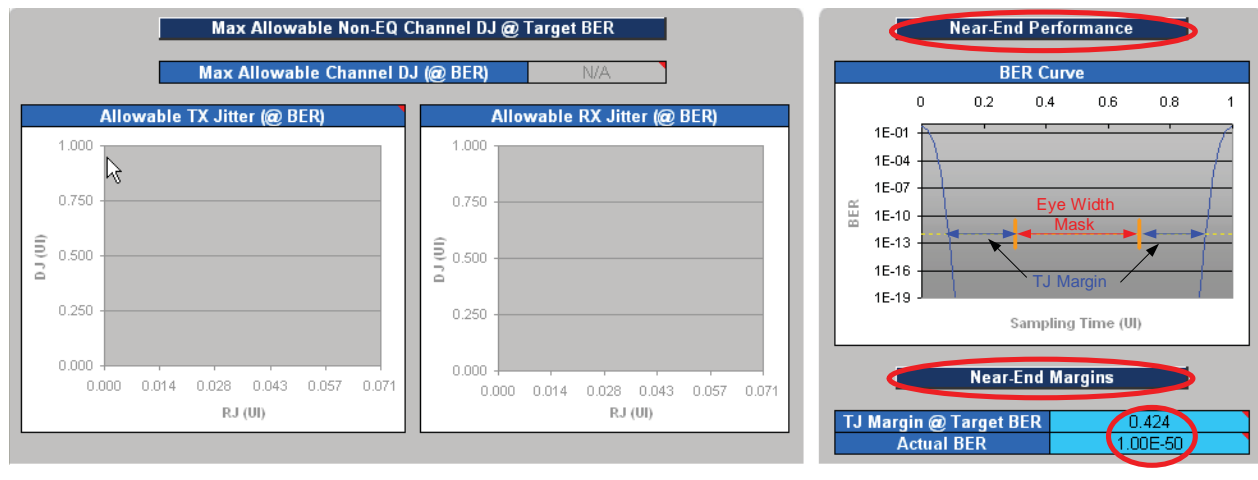 Max Allowable Non-EQ Channel DJ @ Target BER
Max Allowable Channel DJ (@ BER) N/A
Allowable TX Jitter (@ BER)
1.000
0.750
0.500
0.250
0.000
DJ (UI)
0.000 0.014 0.028 0.043 0.057 0.071
RJ (UI)
Allowable RX Jitter (@ BER)
1.000
0.750
0.500
0.250
0.000
DJ (UI)
0.000 0.014 0.028 0.043 0.057 0.071
RJ (UI)
Near-End Performance
BER Curve
0 0.2 0.4 0.6 0.8 1
1E-01
1E-04
1E-07
1E-10
1E-13
1E-16
1E-19
BER
Eye Width
Mask
TJ Margin
Sampling Time (UI)
Near-End Margins
TJ Margin @ Target BER 0.424
Actual BER 1.00E-50